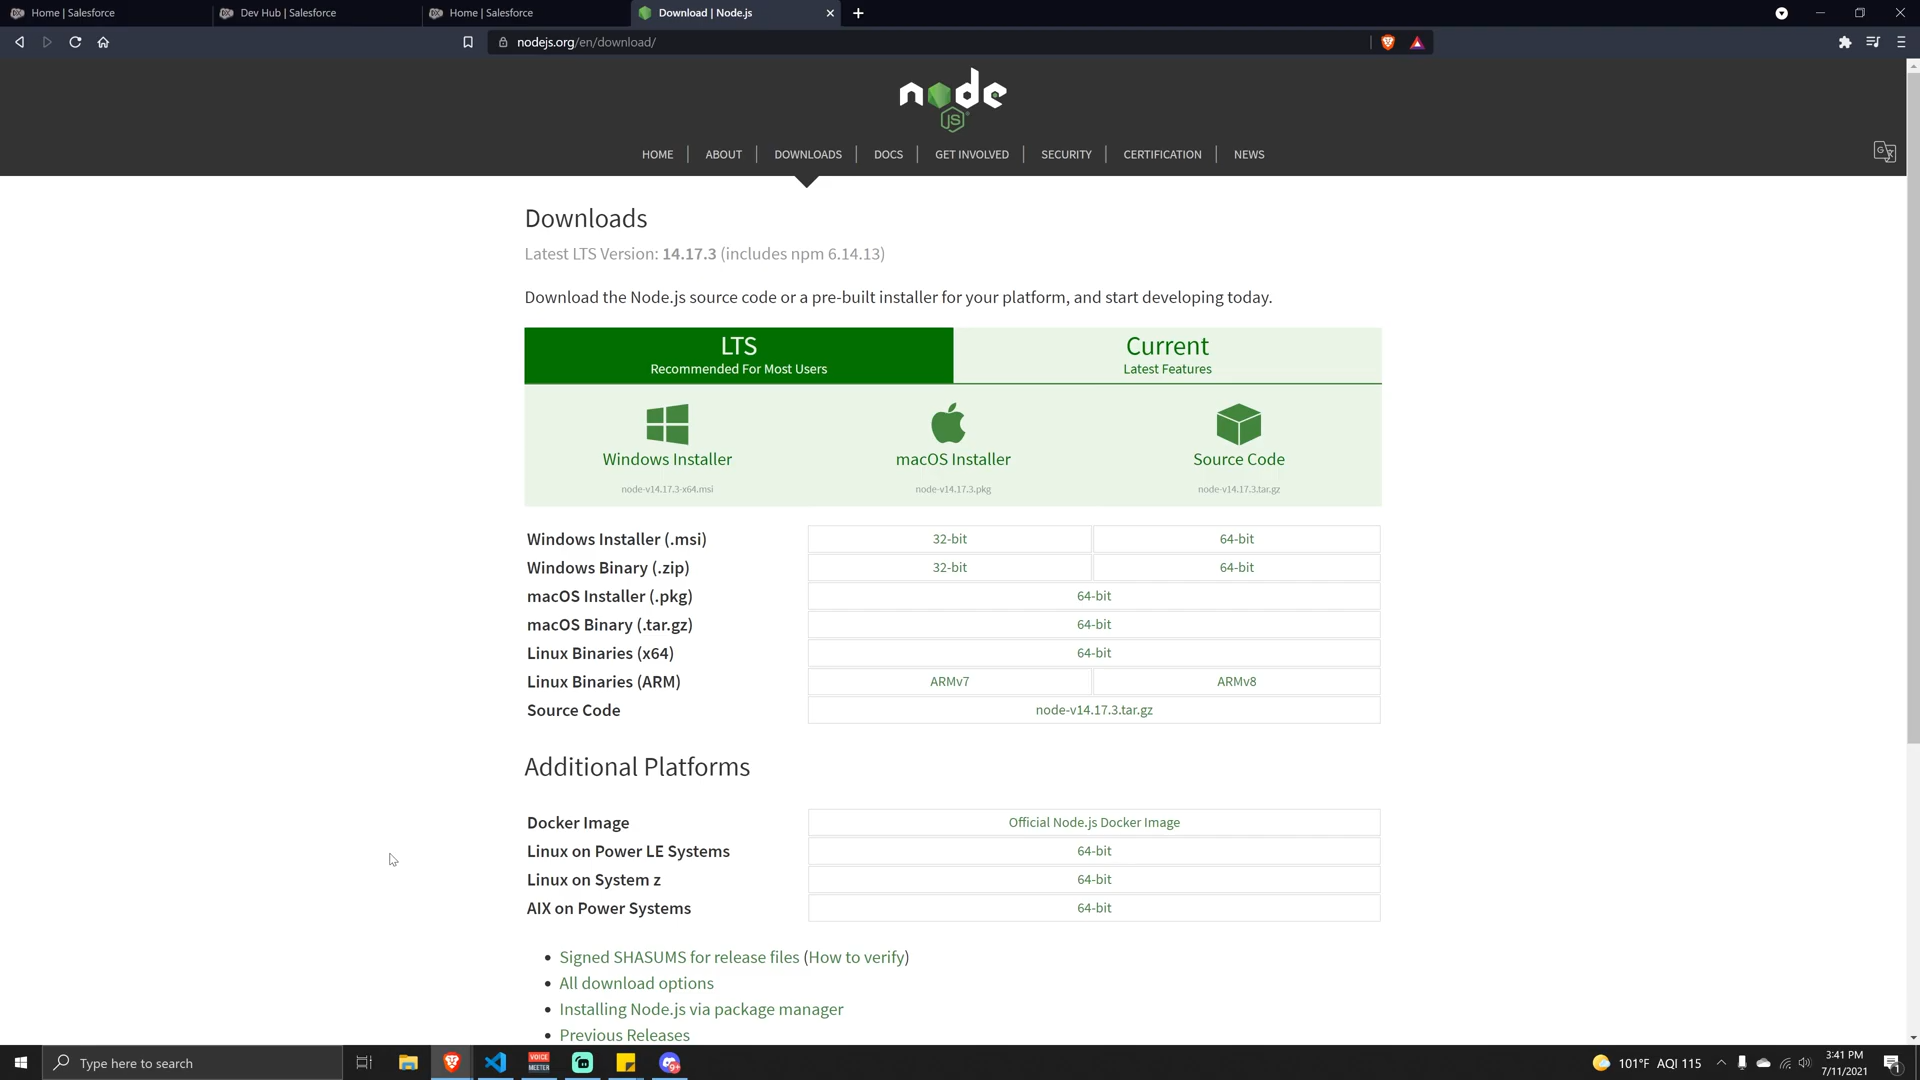 Home | Salesforce
Dev Hub | Salesforce
Home | Salesforce
Download | Node.js
nodejs.org/en/download/
node
JS
HOME
ABOUT
DOWNLOADS
DOCS
GET INVOLVED
SECURITY
CERTIFICATION
NEWS
Downloads
Latest LTS Version: 14.17.3 (includes npm 6.14.13)
Download the Node.js source code or a pre-built installer for your platform, and start developing today.
LTS
Recommended For Most Users
Current
Latest Features
Windows Installer
node-v14.17.3-x64.msi
macOS Installer
node-v14.17.3.pkg
Source Code
node-v14.17.3.tar.gz
Windows Installer (.msi) 32-bit 64-bit
Windows Binary (.zip) 32-bit 64-bit
macOS Installer (.pkg) 64-bit
macOS Binary (.tar.gz) 64-bit
Linux Binaries (x64) 64-bit
Linux Binaries (ARM) ARMv7 ARMv8
Source Code node-v14.17.3.tar.gz
Additional Platforms
Docker Image Official Node.js Docker Image
Linux on Power LE Systems 64-bit
Linux on System z 64-bit
AIX on Power Systems 64-bit
Signed SHASUMS for release files (How to verify)
All download options
Installing Node.js via package manager
Previous Releases
Type here to search
VOICE
MEETER
9+
101°F AQI 115
3:41 PM
7/11/2021
1